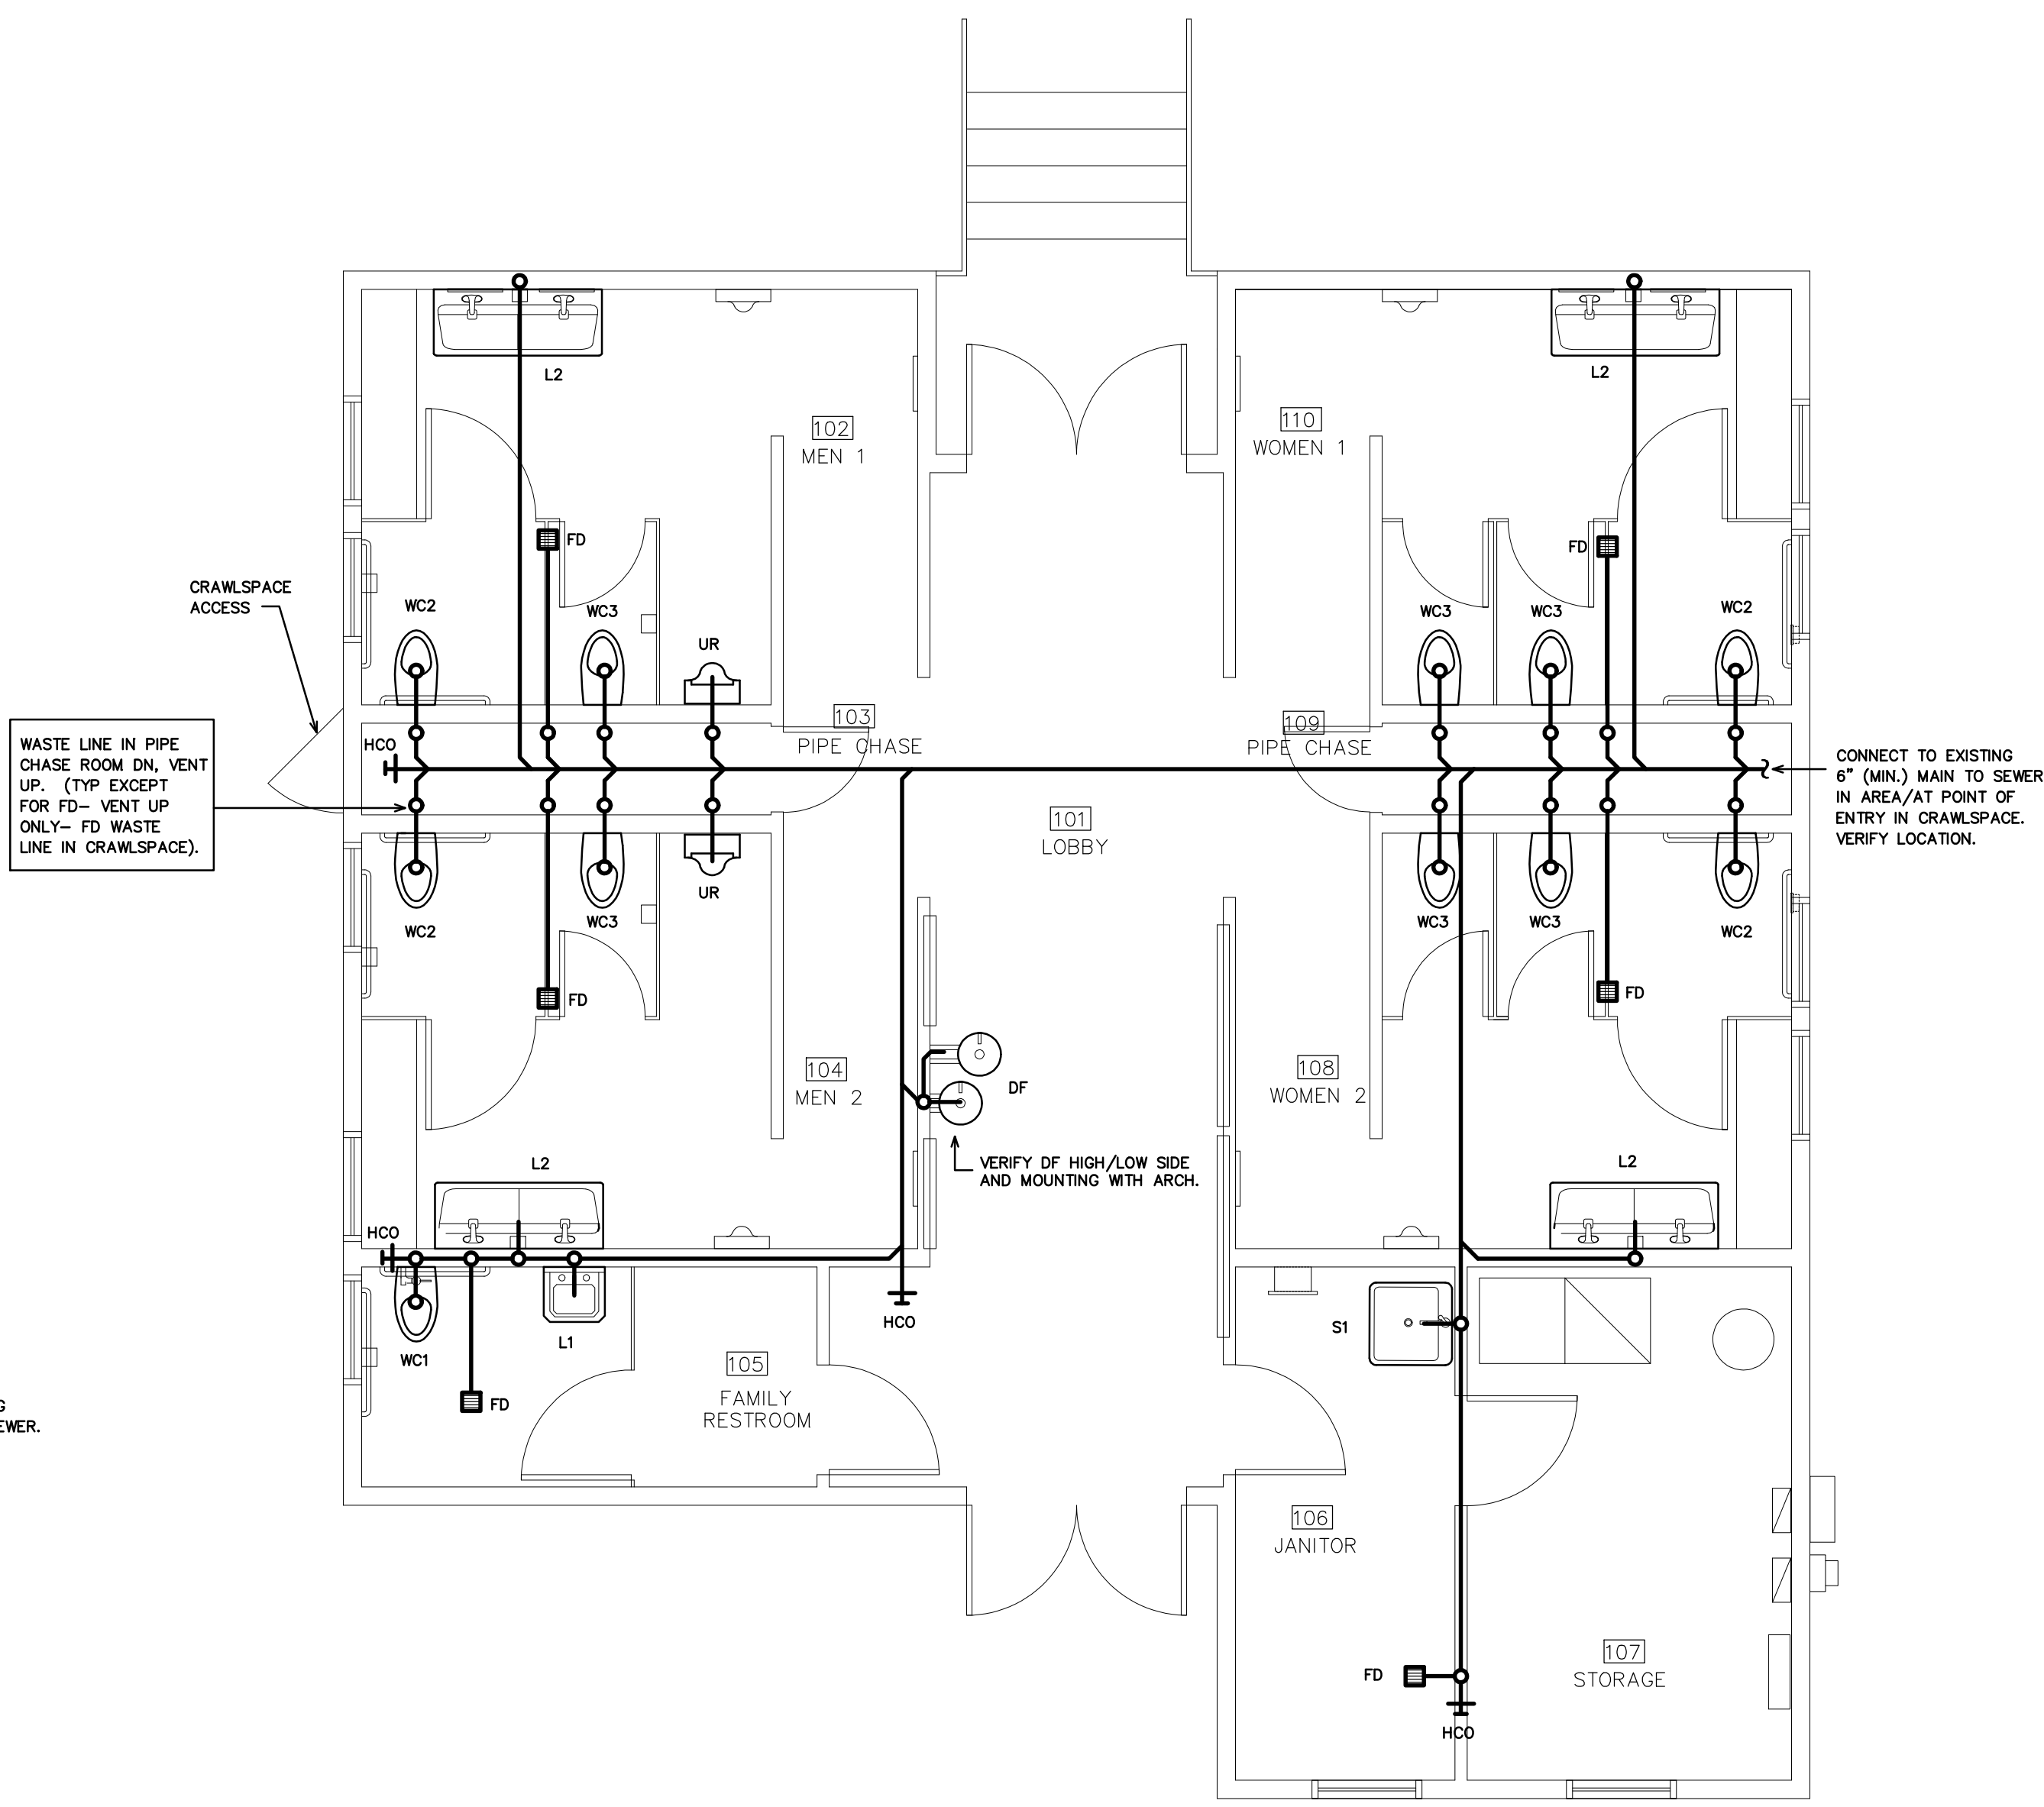 L2
L2
102
MEN 1
110
WOMEN 1
FD
FD
CRAWLSPACE
ACCESS
WC2
WC3
UR
WC3
WC3
WC2
103
PIPE CHASE
109
PIPE CHASE
HCO
WASTE LINE IN PIPE
CHASE ROOM DN, VENT
UP. (TYP EXCEPT
FOR FD– VENT UP
ONLY– FD WASTE
LINE IN CRAWLSPACE).
CONNECT TO EXISTING
6" (MIN.) MAIN TO SEWER
IN AREA/AT POINT OF
ENTRY IN CRAWLSPACE.
VERIFY LOCATION.
101
LOBBY
WC2
WC3
UR
WC3
WC3
WC2
FD
FD
104
MEN 2
DF
108
WOMEN 2
L2
VERIFY DF HIGH/LOW SIDE
AND MOUNTING WITH ARCH.
L2
HCO
HCO
WC1
L1
S1
105
FAMILY
RESTROOM
FD
G
EWER.
106
JANITOR
107
STORAGE
FD
HCO